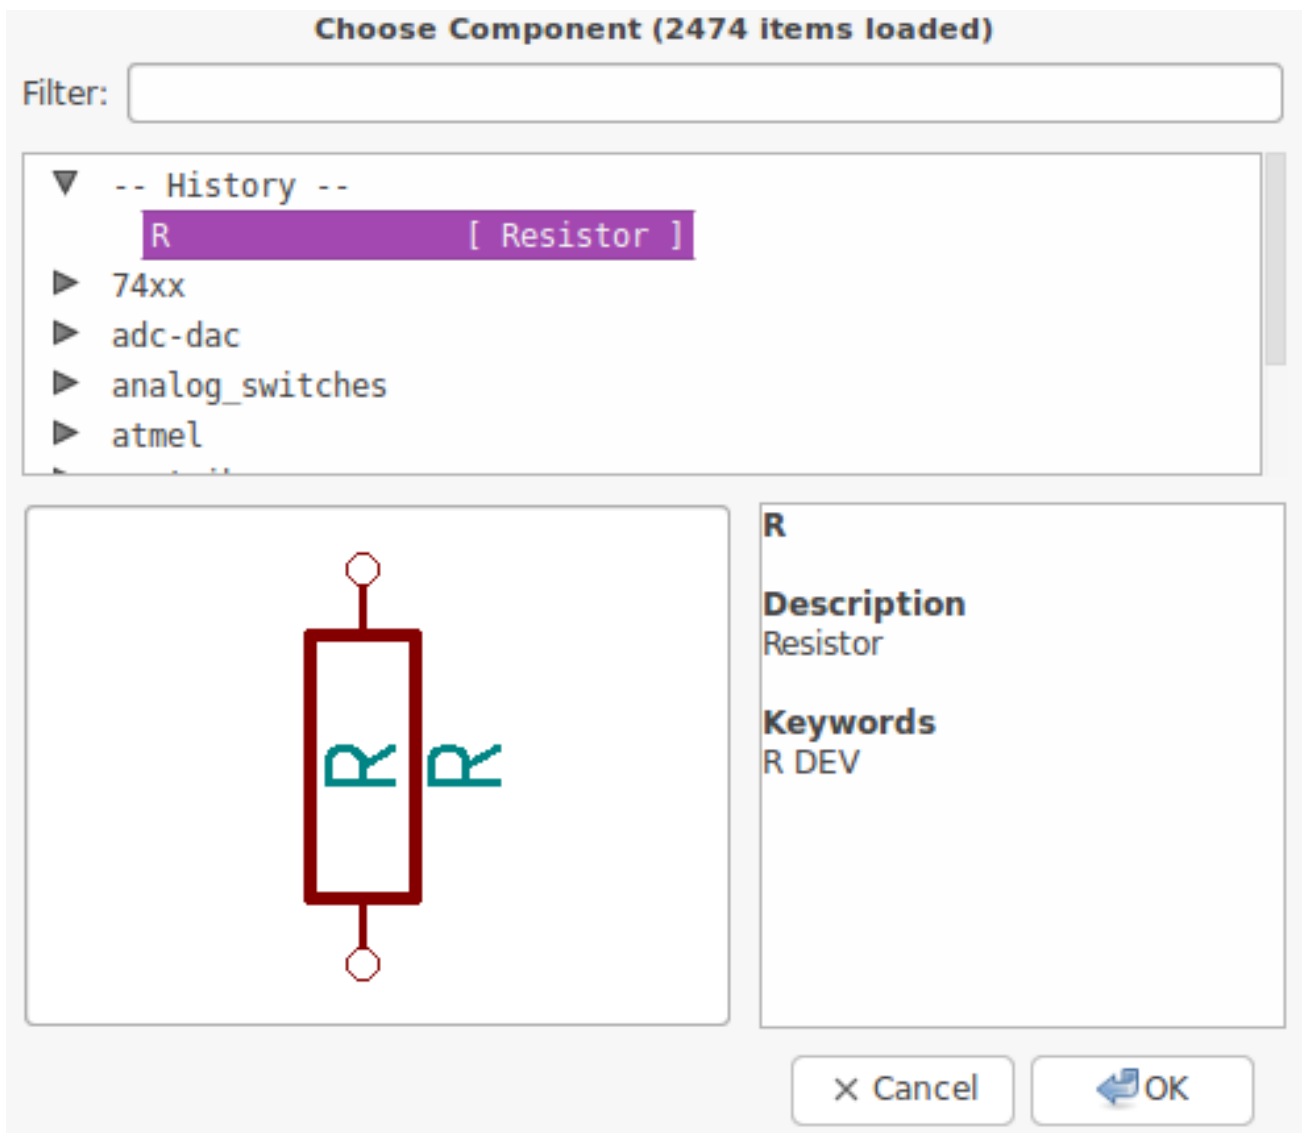 Choose Component (2474 items loaded)
Filter:
-- History --
R [ Resistor ]
74xx
adc-dac
analog_switches
atmel
R R
R
Description
Resistor
Keywords
R DEV
Cancel
OK